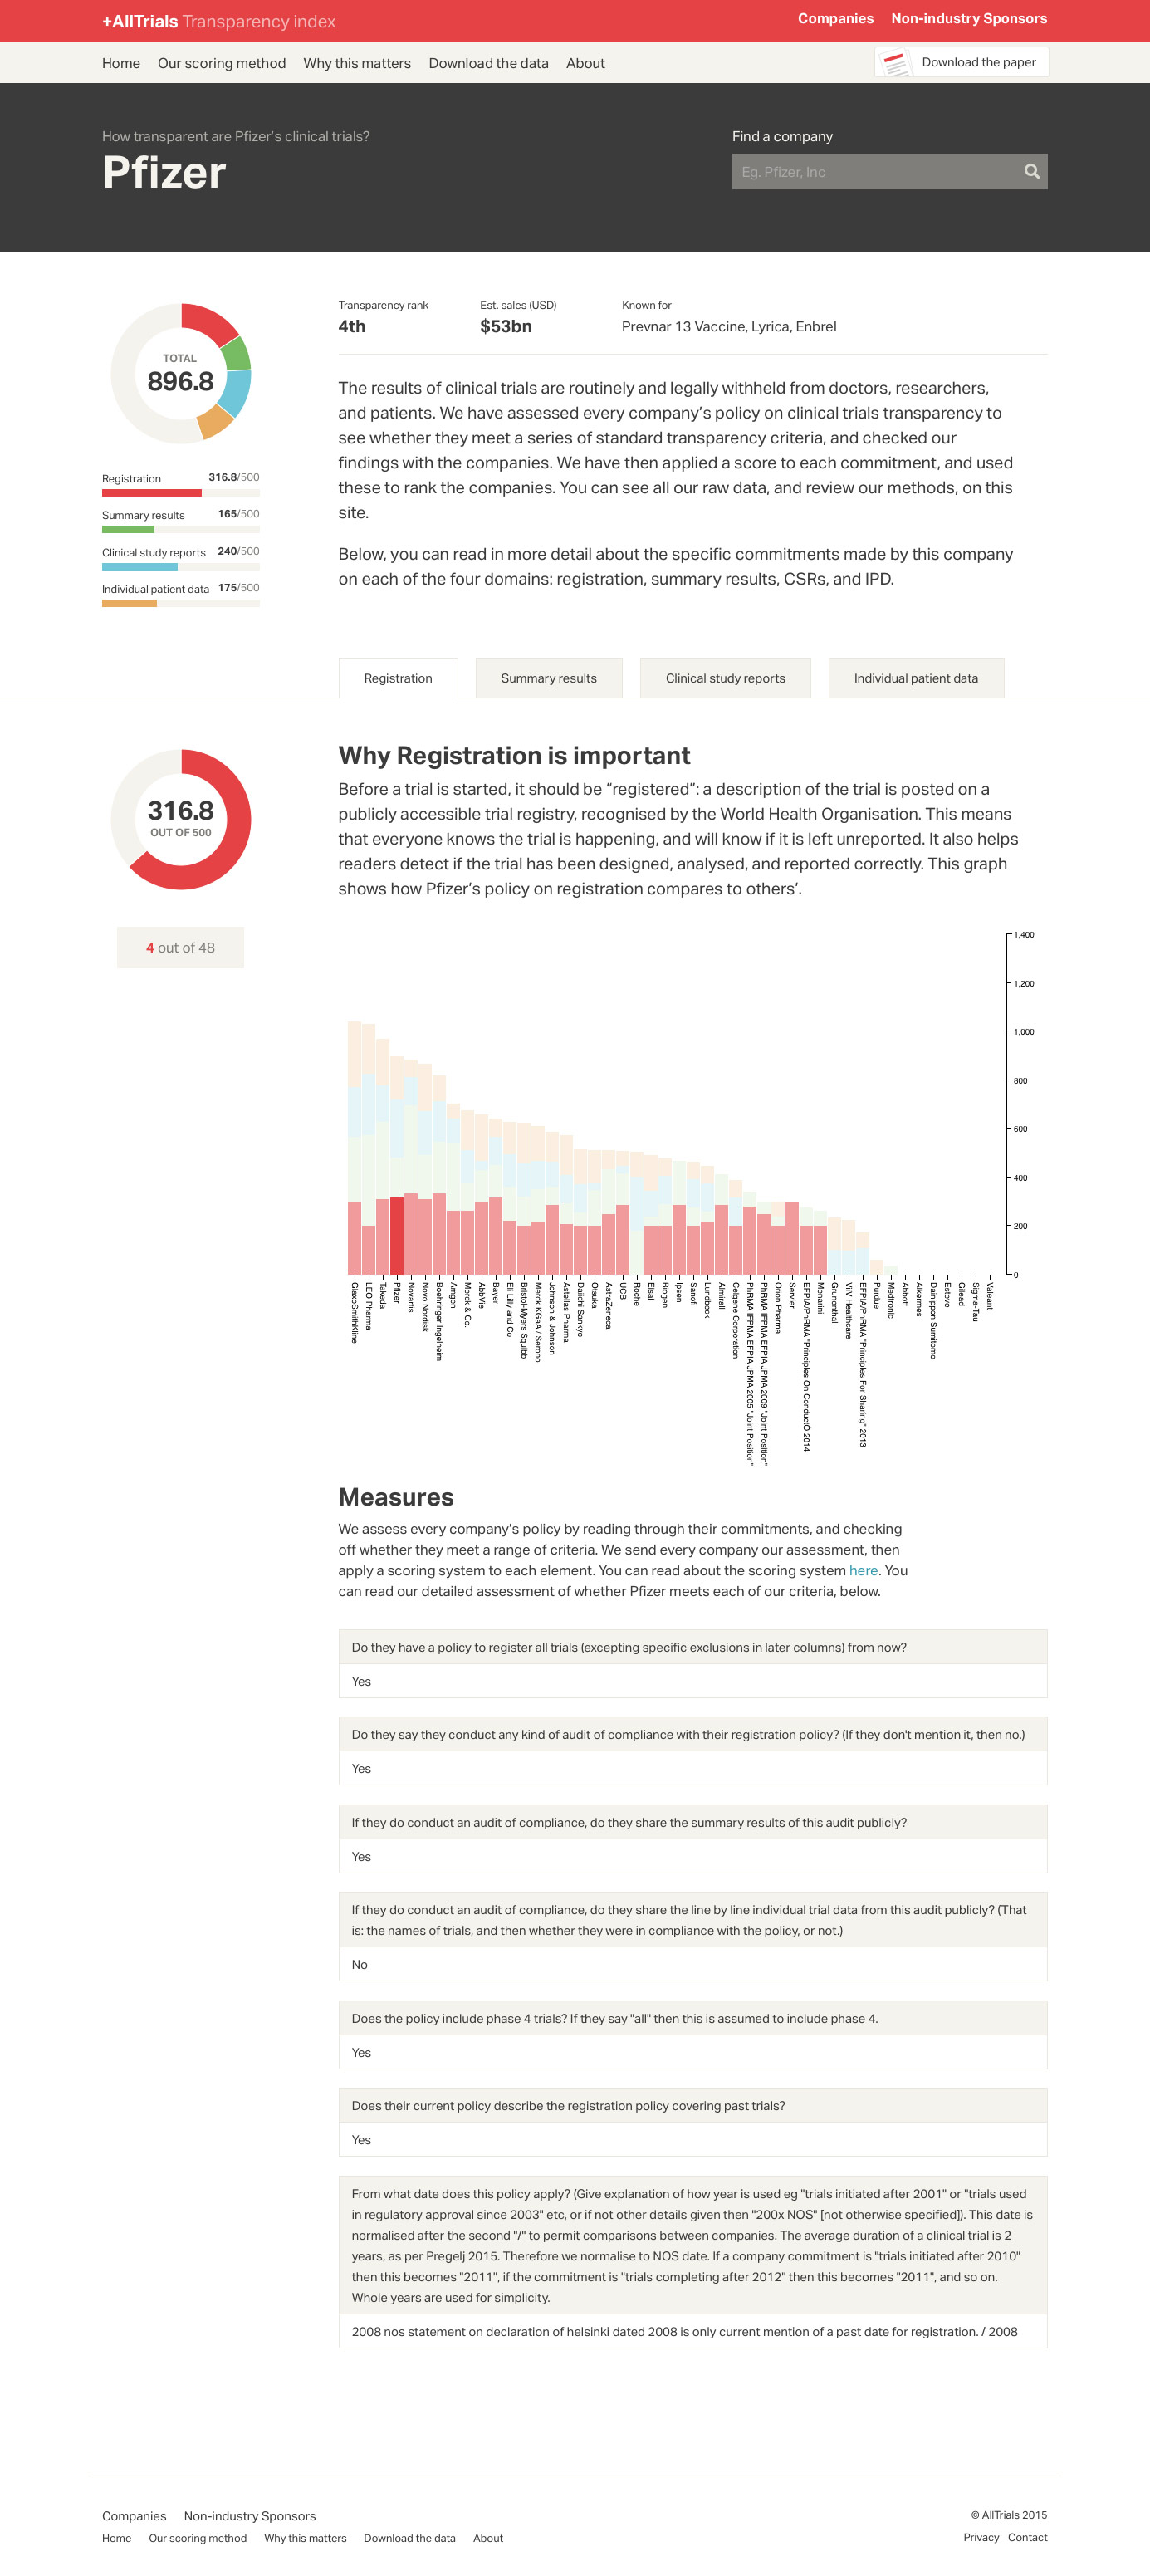 +AllTrials Transparency index
Companies Non-industry Sponsors
Home Our scoring method Why this matters Download the data About
Download the paper
How transparent are Pfizer's clinical trials?
Pfizer
Find a company
Eg. Pfizer, Inc
TOTAL
896.8
Registration 316.8/500
Summary results 165/500
Clinical study reports 240/500
Individual patient data 175/500
Transparency rank
4th
Est. sales (USD)
$53bn
Known for
Prevnar 13 Vaccine, Lyrica, Enbrel
The results of clinical trials are routinely and legally withheld from doctors, researchers,
and patients. We have assessed every company's policy on clinical trials transparency to
see whether they meet a series of standard transparency criteria, and checked our
findings with the companies. We have then applied a score to each commitment, and used
these to rank the companies. You can see all our raw data, and review our methods, on this
site.
Below, you can read in more detail about the specific commitments made by this company
on each of the four domains: registration, summary results, CSRs, and IPD.
Registration
Summary results
Clinical study reports
Individual patient data
316.8
OUT OF 500
4 out of 48
Why Registration is important
Before a trial is started, it should be “registered”: a description of the trial is posted on a
publicly accessible trial registry, recognised by the World Health Organisation. This means
that everyone knows the trial is happening, and will know if it is left unreported. It also helps
readers detect if the trial has been designed, analysed, and reported correctly. This graph
shows how Pfizer's policy on registration compares to others'.
1,400
1,200
1,000
800
600
400
200
0
GlaxoSmithKline
LEO Pharma
Takeda
Pfizer
Novartis
Novo Nordisk
Boehringer Ingelheim
Amgen
Merck & Co.
AbbVie
Bayer
Eli Lilly and Co
Bristol-Myers Squibb
Merck KGaA / Serono
Johnson & Johnson
Astellas Pharma
Daiichi Sankyo
Otsuka
AstraZeneca
UCB
Roche
Eisai
Biogen
Ipsen
Sanofi
Lundbeck
Almirall
Celgene Corporation
PhRMA IFPMA EFPIA JPMA 2005 "Joint Position"
PhRMA IFPMA EFPIA JPMA 2009 "Joint Position"
Orion Pharma
Servier
EFPIA/PhRMA "Principles On ConductÓ 2014
Menarini
Grunenthal
ViiV Healthcare
EFPIA/PhRMA "Principles For Sharing" 2013
Purdue
Medtronic
Abbott
Alkermes
Dainippon Sumitomo
Esteve
Gilead
Sigma-Tau
Valeant
Measures
We assess every company's policy by reading through their commitments, and checking
off whether they meet a range of criteria. We send every company our assessment, then
apply a scoring system to each element. You can read about the scoring system here. You
can read our detailed assessment of whether Pfizer meets each of our criteria, below.
Do they have a policy to register all trials (excepting specific exclusions in later columns) from now?
Yes
Do they say they conduct any kind of audit of compliance with their registration policy? (If they don't mention it, then no.)
Yes
If they do conduct an audit of compliance, do they share the summary results of this audit publicly?
Yes
If they do conduct an audit of compliance, do they share the line by line individual trial data from this audit publicly? (That
is: the names of trials, and then whether they were in compliance with the policy, or not.)
No
Does the policy include phase 4 trials? If they say "all" then this is assumed to include phase 4.
Yes
Does their current policy describe the registration policy covering past trials?
Yes
From what date does this policy apply? (Give explanation of how year is used eg "trials initiated after 2001" or "trials used
in regulatory approval since 2003" etc, or if not other details given then "200x NOS" [not otherwise specified]). This date is
normalised after the second "/" to permit comparisons between companies. The average duration of a clinical trial is 2
years, as per Pregelj 2015. Therefore we normalise to NOS date. If a company commitment is "trials initiated after 2010"
then this becomes "2011", if the commitment is "trials completing after 2012" then this becomes "2011", and so on.
Whole years are used for simplicity.
2008 nos statement on declaration of helsinki dated 2008 is only current mention of a past date for registration. / 2008
Companies Non-industry Sponsors
Home Our scoring method Why this matters Download the data About
© AllTrials 2015
Privacy Contact